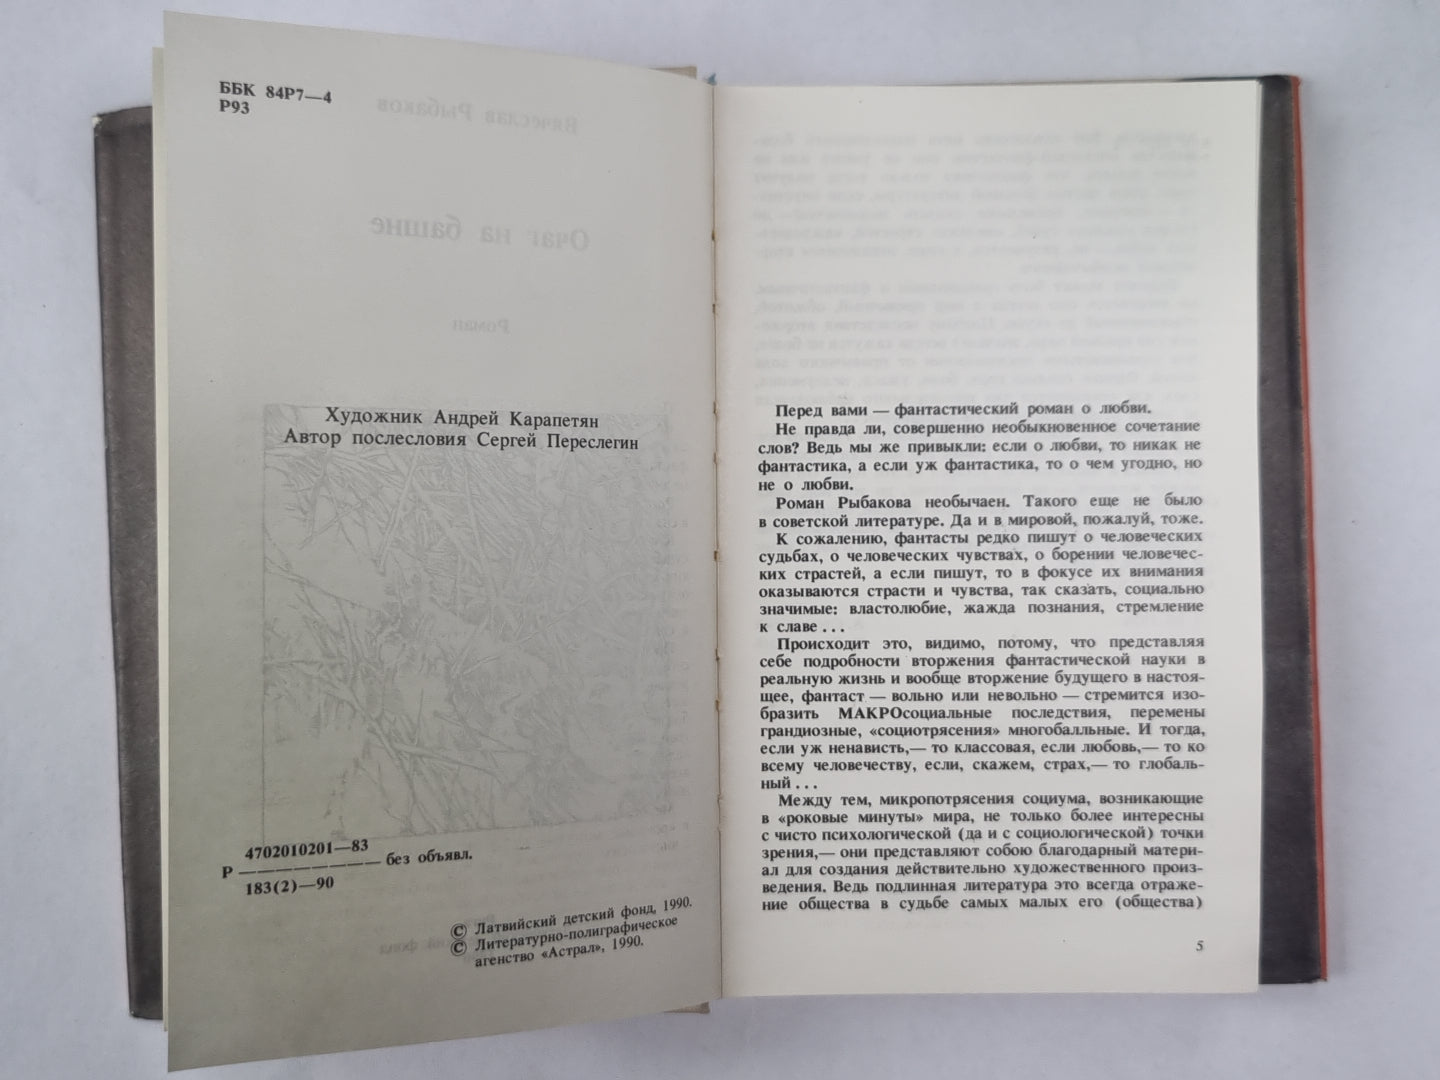 ББК 84Р7—4
Р93
Вячеслав Рыбаков
Очаг на башне
Роман
Художник Андрей Карапетян
Автор послесловия Сергей Переслегин
4702010201—83
Р — — — — — — — — без объявл.
183(2)—90
© Латвийский детский фонд, 1990.
© Литературно-полиграфическое
агенство «Астрал», 1990.
Перед вами — фантастический роман о любви.
Не правда ли, совершенно необыкновенное сочетание
слов? Ведь мы же привыкли: если о любви, то никак не
фантастика, а если уж фантастика, то о чем угодно, но
не о любви.
Роман Рыбакова необычаен. Такого еще не было
в советской литературе. Да и в мировой, пожалуй, тоже.
К сожалению, фантасты редко пишут о человеческих
судьбах, о человеческих чувствах, о борении человечес-
ких страстей, а если пишут, то в фокусе их внимания
оказываются страсти и чувства, так сказать, социально
значимые: властолюбие, жажда познания, стремление
к славе . . .
Происходит это, видимо, потому, что представляя
себе подробности вторжения фантастической науки в
реальную жизнь и вообще вторжение будущего в настоя-
щее, фантаст — вольно или невольно — стремится изо-
бразить МАКРОсоциальные последствия, перемены
грандиозные, «социотрясения» многобалльные. И тогда,
если уж ненависть,— то классовая, если любовь,— то ко
всему человечеству, если, скажем, страх,— то глобаль-
ный . . .
Между тем, микропотрясения социума, возникающие
в «роковые минуты» мира, не только более интересны
с чисто психологической (да и с социологической) точки
зрения,— они представляют собою благодарный матери-
ал для создания действительно художественного произ-
ведения. Ведь подлинная литература это всегда отраже-
ние общества в судьбе самых малых его (общества)
5